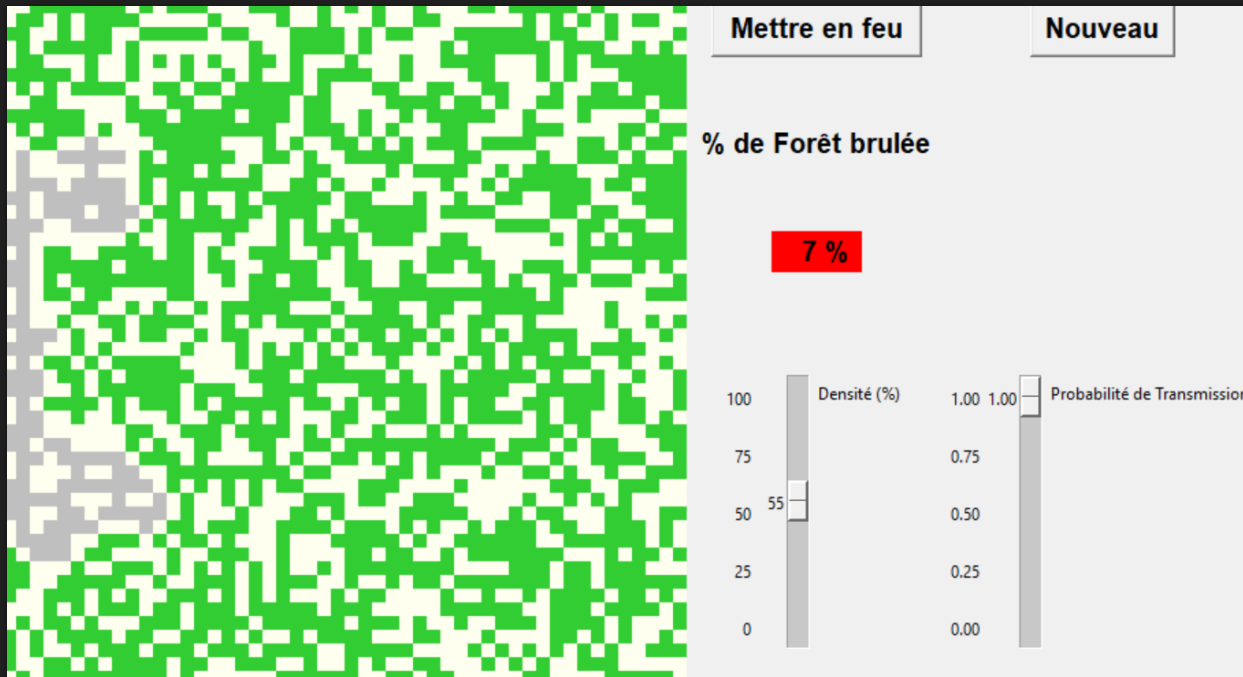 Mettre en feu
Nouveau
% de Forêt brulée
7 %
Densité (%)
100
75
55
50
25
0
Probabilité de Transmission
1.00 1.00
0.75
0.50
0.25
0.00